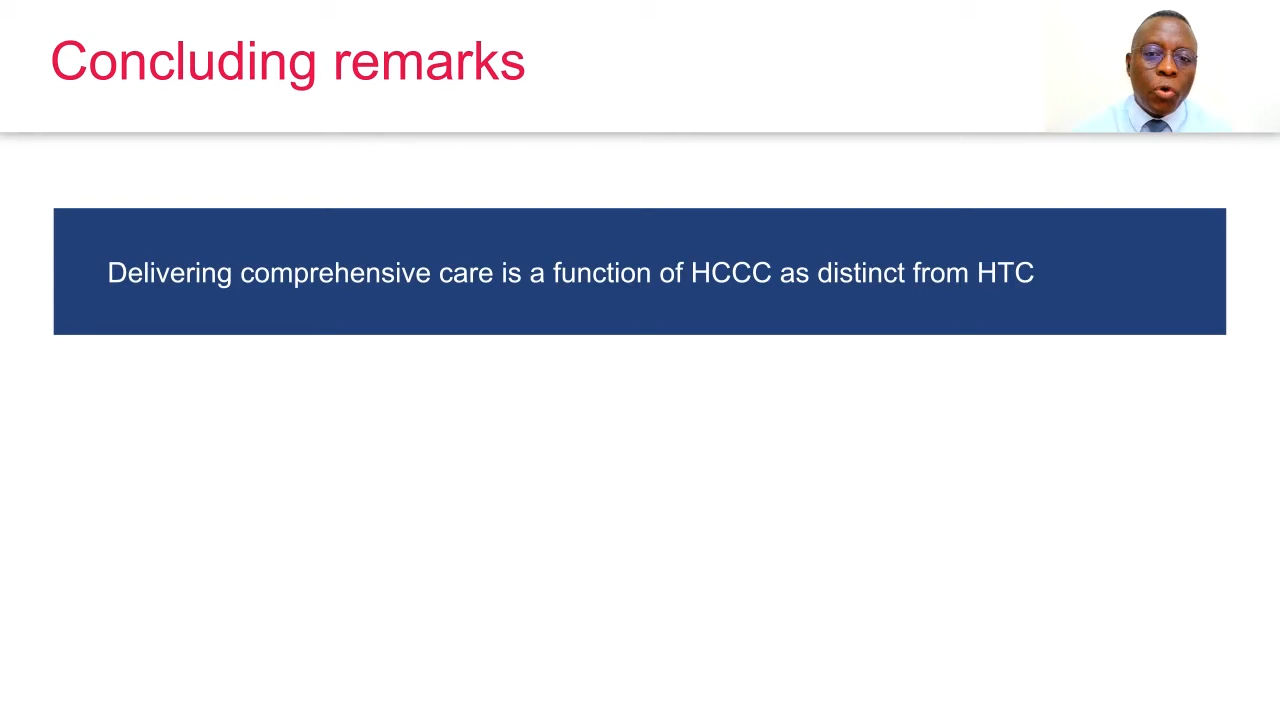 Concluding remarks
Delivering comprehensive care is a function of HCCC as distinct from HTC